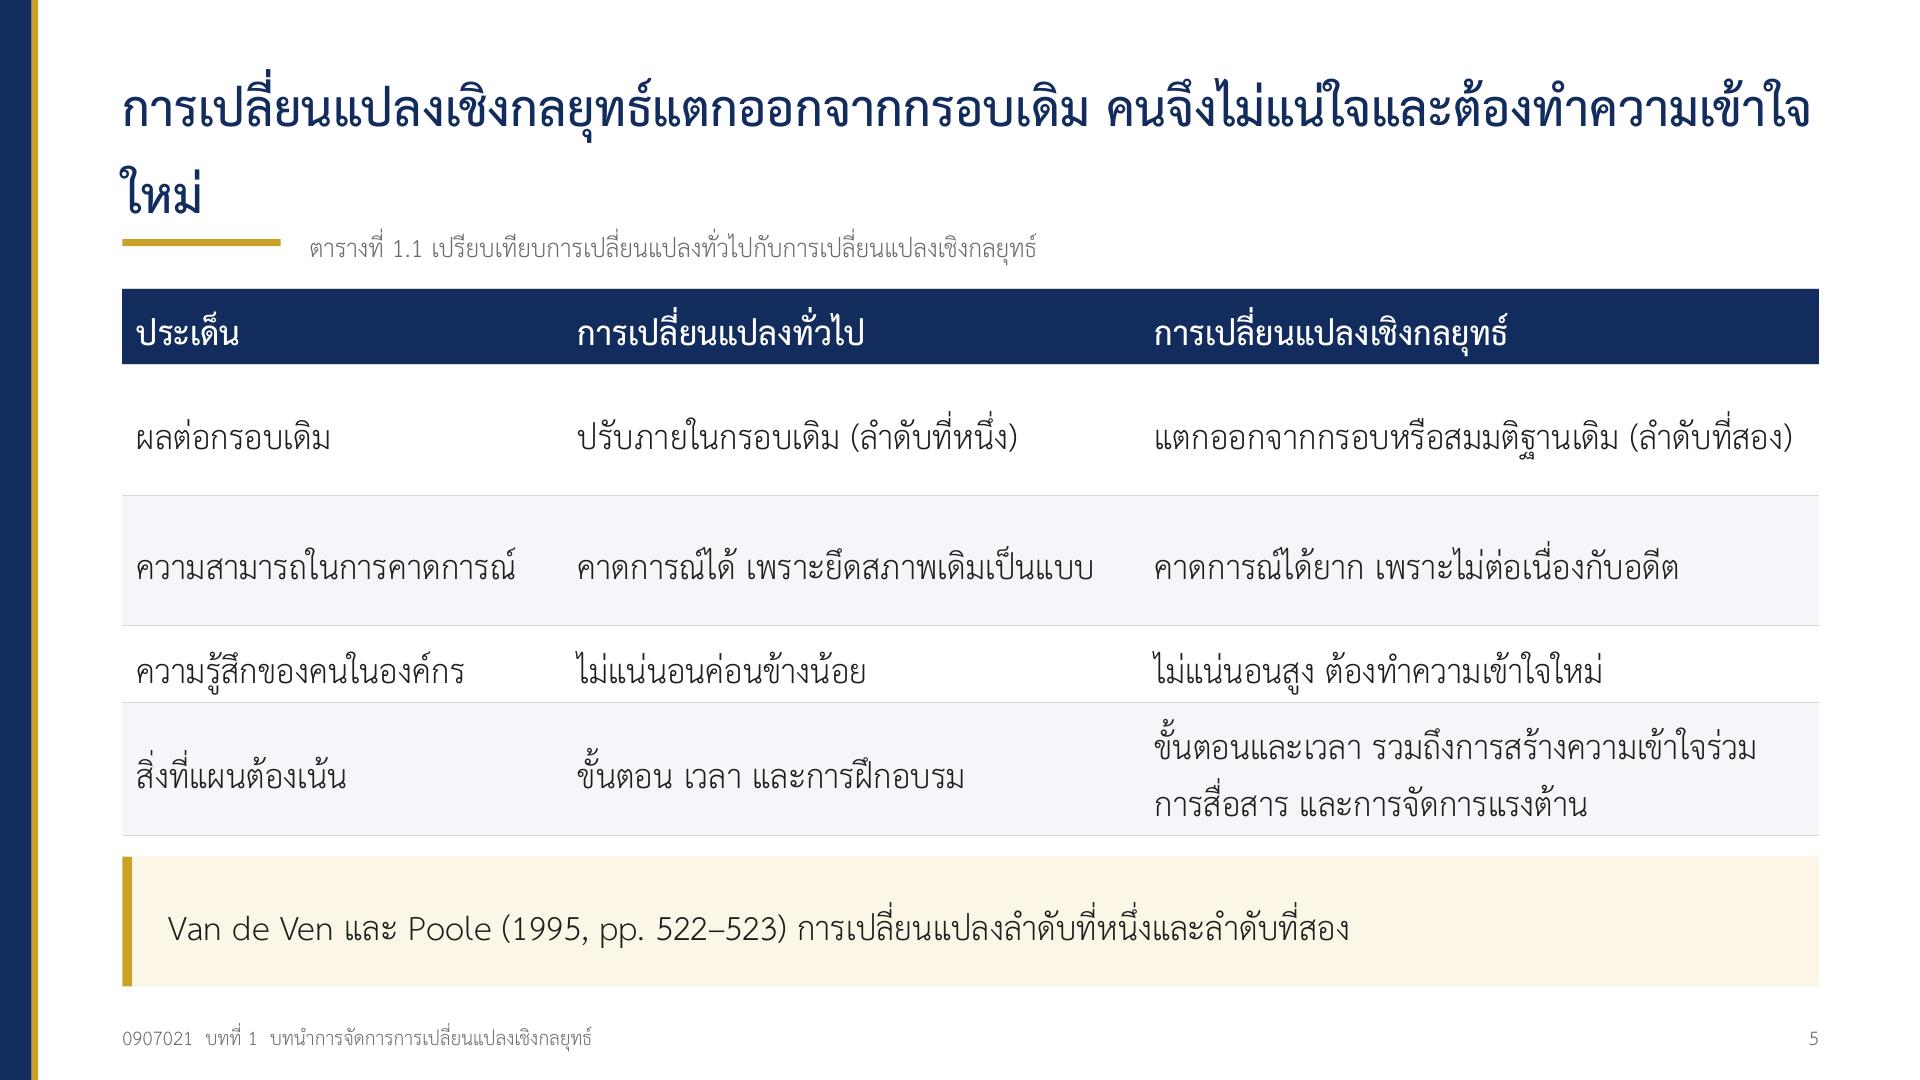 การเปลี่ยนแปลงเชิงกลยุทธ์แตกออกจากกรอบเดิม คนจึงไม่แน่ใจและต้องทำความเข้าใจ
ใหม่
ตารางที่ 1.1 เปรียบเทียบการเปลี่ยนแปลงทั่วไปกับการเปลี่ยนแปลงเชิงกลยุทธ์
ประเด็น การเปลี่ยนแปลงทั่วไป การเปลี่ยนแปลงเชิงกลยุทธ์
ผลต่อกรอบเดิม ปรับภายในกรอบเดิม (ลำดับที่หนึ่ง) แตกออกจากกรอบหรือสมมติฐานเดิม (ลำดับที่สอง)
ความสามารถในการคาดการณ์ คาดการณ์ได้ เพราะยึดสภาพเดิมเป็นแบบ คาดการณ์ได้ยาก เพราะไม่ต่อเนื่องกับอดีต
ความรู้สึกของคนในองค์กร ไม่แน่นอนค่อนข้างน้อย ไม่แน่นอนสูง ต้องทำความเข้าใจใหม่
สิ่งที่แผนต้องเน้น ขั้นตอน เวลา และการฝึกอบรม ขั้นตอนและเวลา รวมถึงการสร้างความเข้าใจร่วม
การสื่อสาร และการจัดการแรงต้าน
Van de Ven และ Poole (1995, pp. 522–523) การเปลี่ยนแปลงลำดับที่หนึ่งและลำดับที่สอง
0907021 บทที่ 1 บทนำการจัดการการเปลี่ยนแปลงเชิงกลยุทธ์ 5